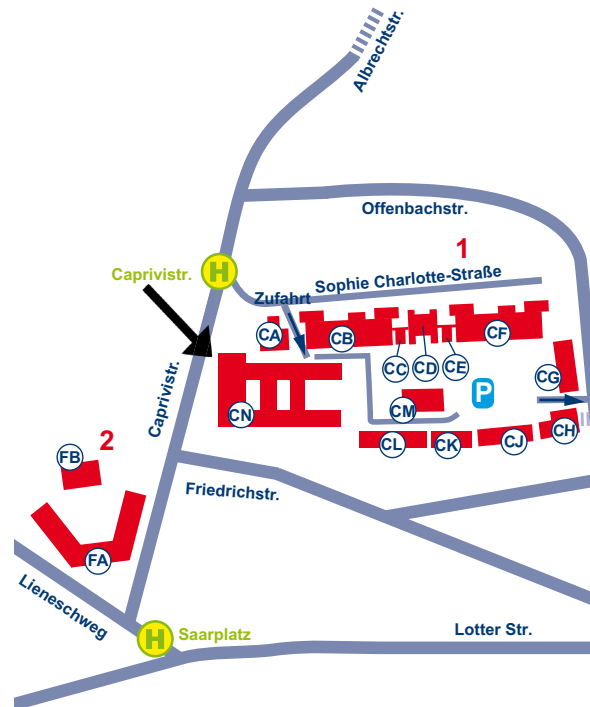 Albrechtstr.
Offenbachstr.
1
H
Caprivistr.
Sophie Charlotte-Straße
Zufahrt
CA
CB
CC
CD
CE
CF
CG
P
CM
CN
CH
CL
CK
CJ
Caprivistr.
2
FB
Friedrichstr.
FA
Lieneschweg
H
Saarplatz
Lotter Str.